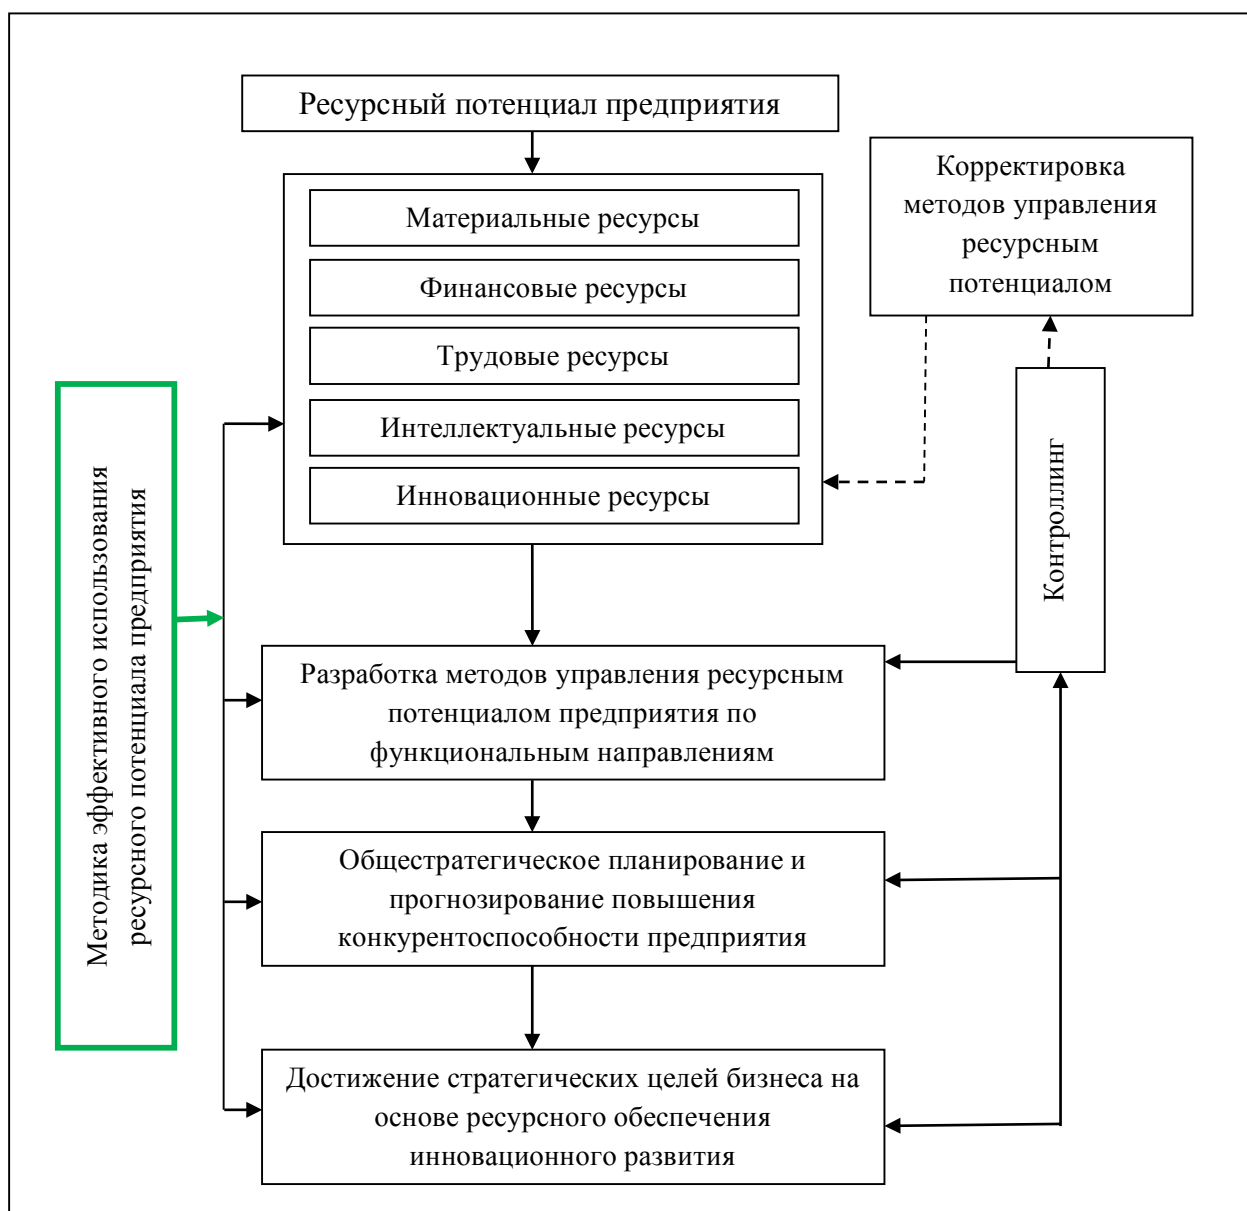 Ресурсный потенциал предприятия
Корректировка
методов управления
ресурсным
потенциалом
Материальные ресурсы
Финансовые ресурсы
Трудовые ресурсы
Интеллектуальные ресурсы
Инновационные ресурсы
Контроллинг
Методика эффективного использования
ресурсного потенциала предприятия
Разработка методов управления ресурсным
потенциалом предприятия по
функциональным направлениям
Общестратегическое планирование и
прогнозирование повышения
конкурентоспособности предприятия
Достижение стратегических целей бизнеса на
основе ресурсного обеспечения
инновационного развития